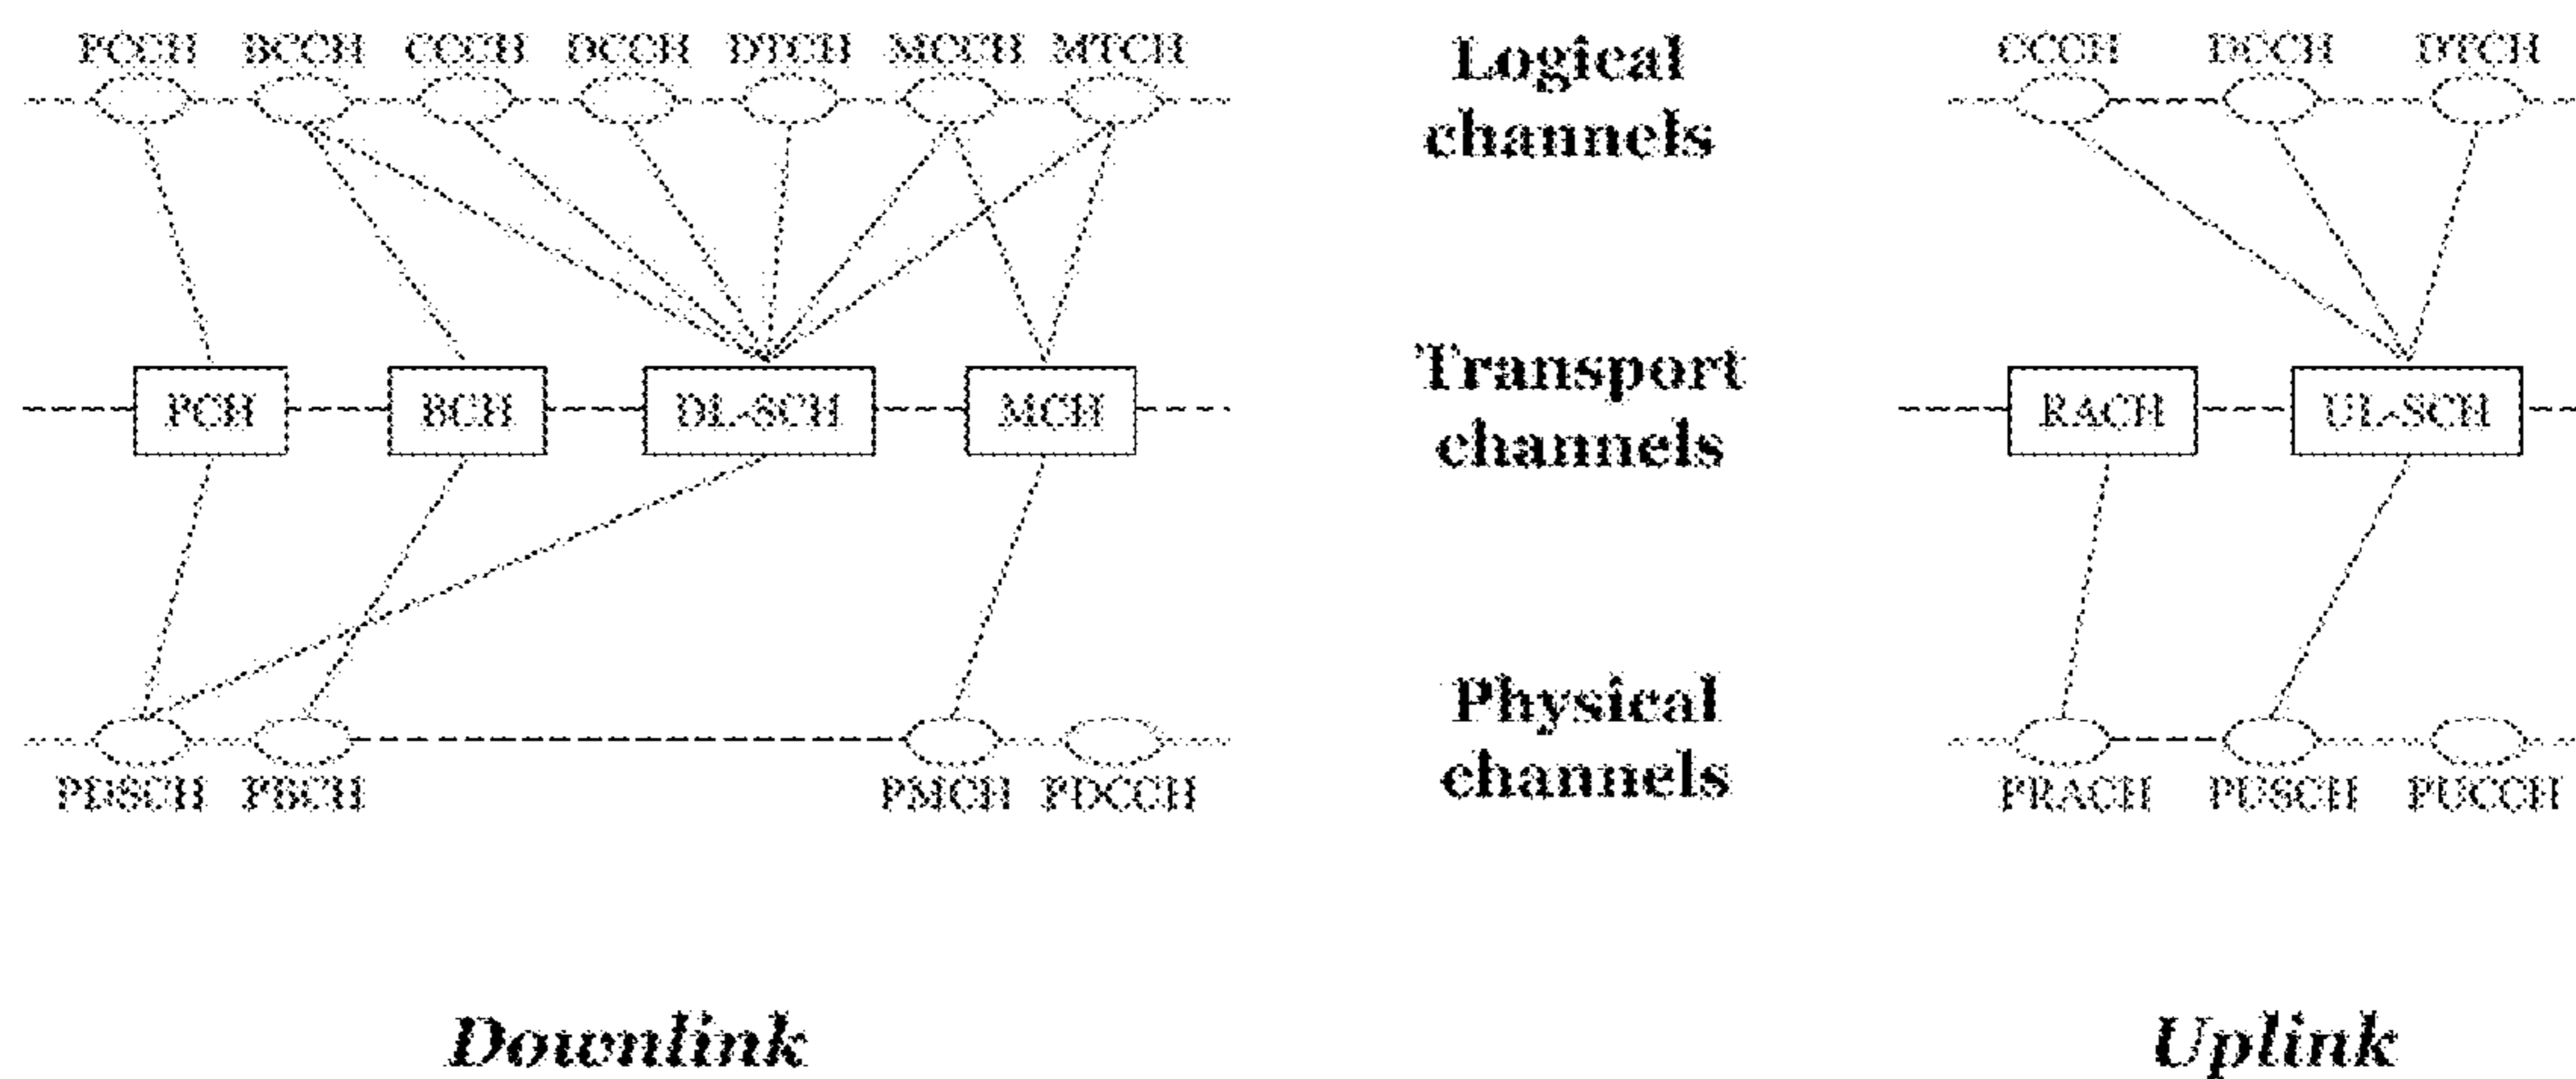 PCCH BCCH CCCH DCCH DTCH MCCH MTCH
Logical
channels
CCCH DCCH DTCH
PCH BCH DL-SCH MCH
Transport
channels
RACH UL-SCH
Physical
channels
PDSCH PBCH PMCH PDCCH
PRACH PUSCH PUCCH
Downlink
Uplink